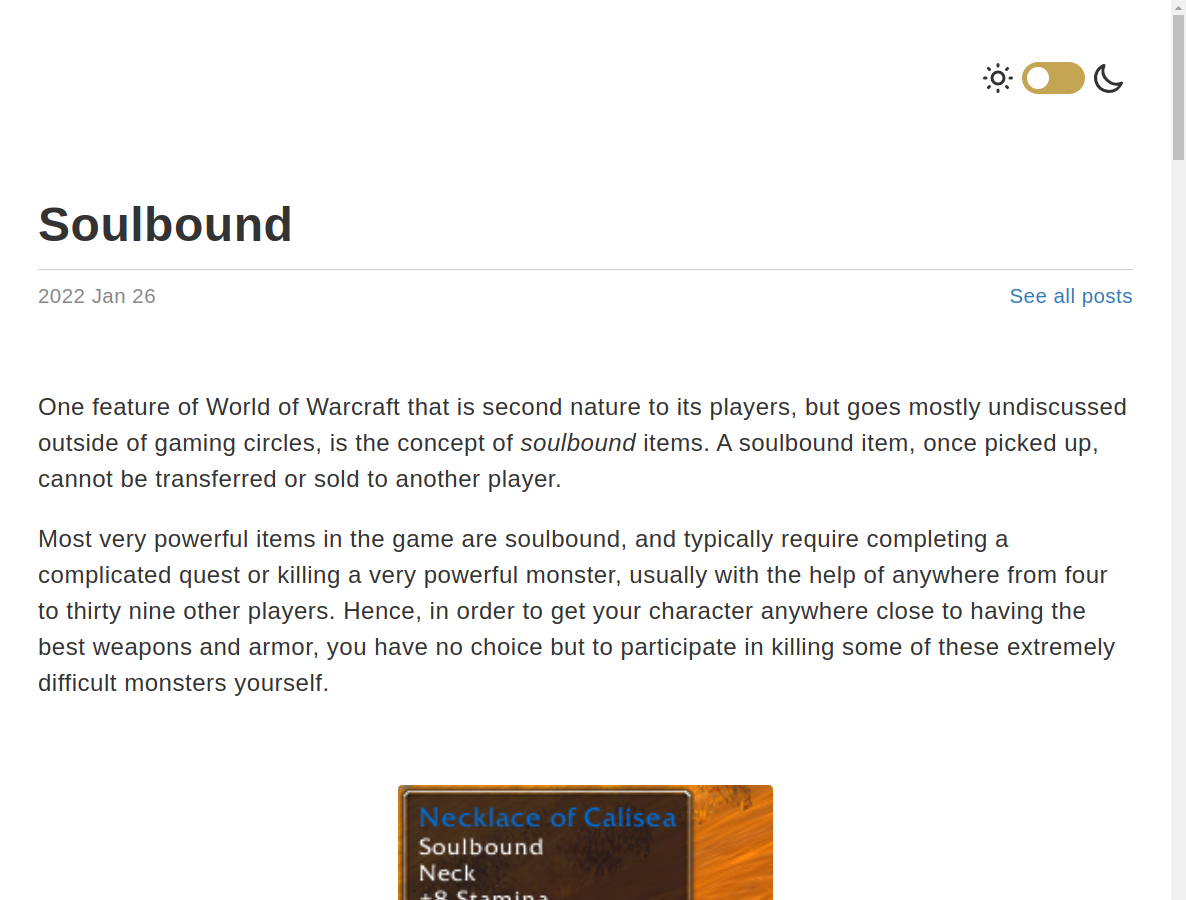 Soulbound
2022 Jan 26
See all posts
One feature of World of Warcraft that is second nature to its players, but goes mostly undiscussed
outside of gaming circles, is the concept of soulbound items. A soulbound item, once picked up,
cannot be transferred or sold to another player.
Most very powerful items in the game are soulbound, and typically require completing a
complicated quest or killing a very powerful monster, usually with the help of anywhere from four
to thirty nine other players. Hence, in order to get your character anywhere close to having the
best weapons and armor, you have no choice but to participate in killing some of these extremely
difficult monsters yourself.
Necklace of Calisea
Soulbound
Neck
+8 Stamina